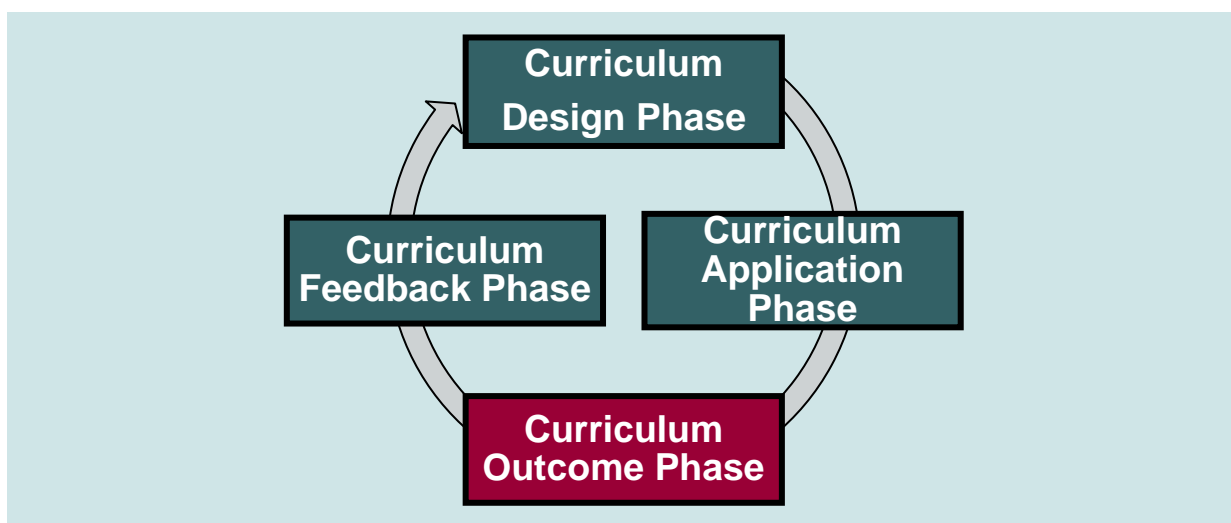 Curriculum
Design Phase
Curriculum
Feedback Phase
Curriculum
Application
Phase
Curriculum
Outcome Phase